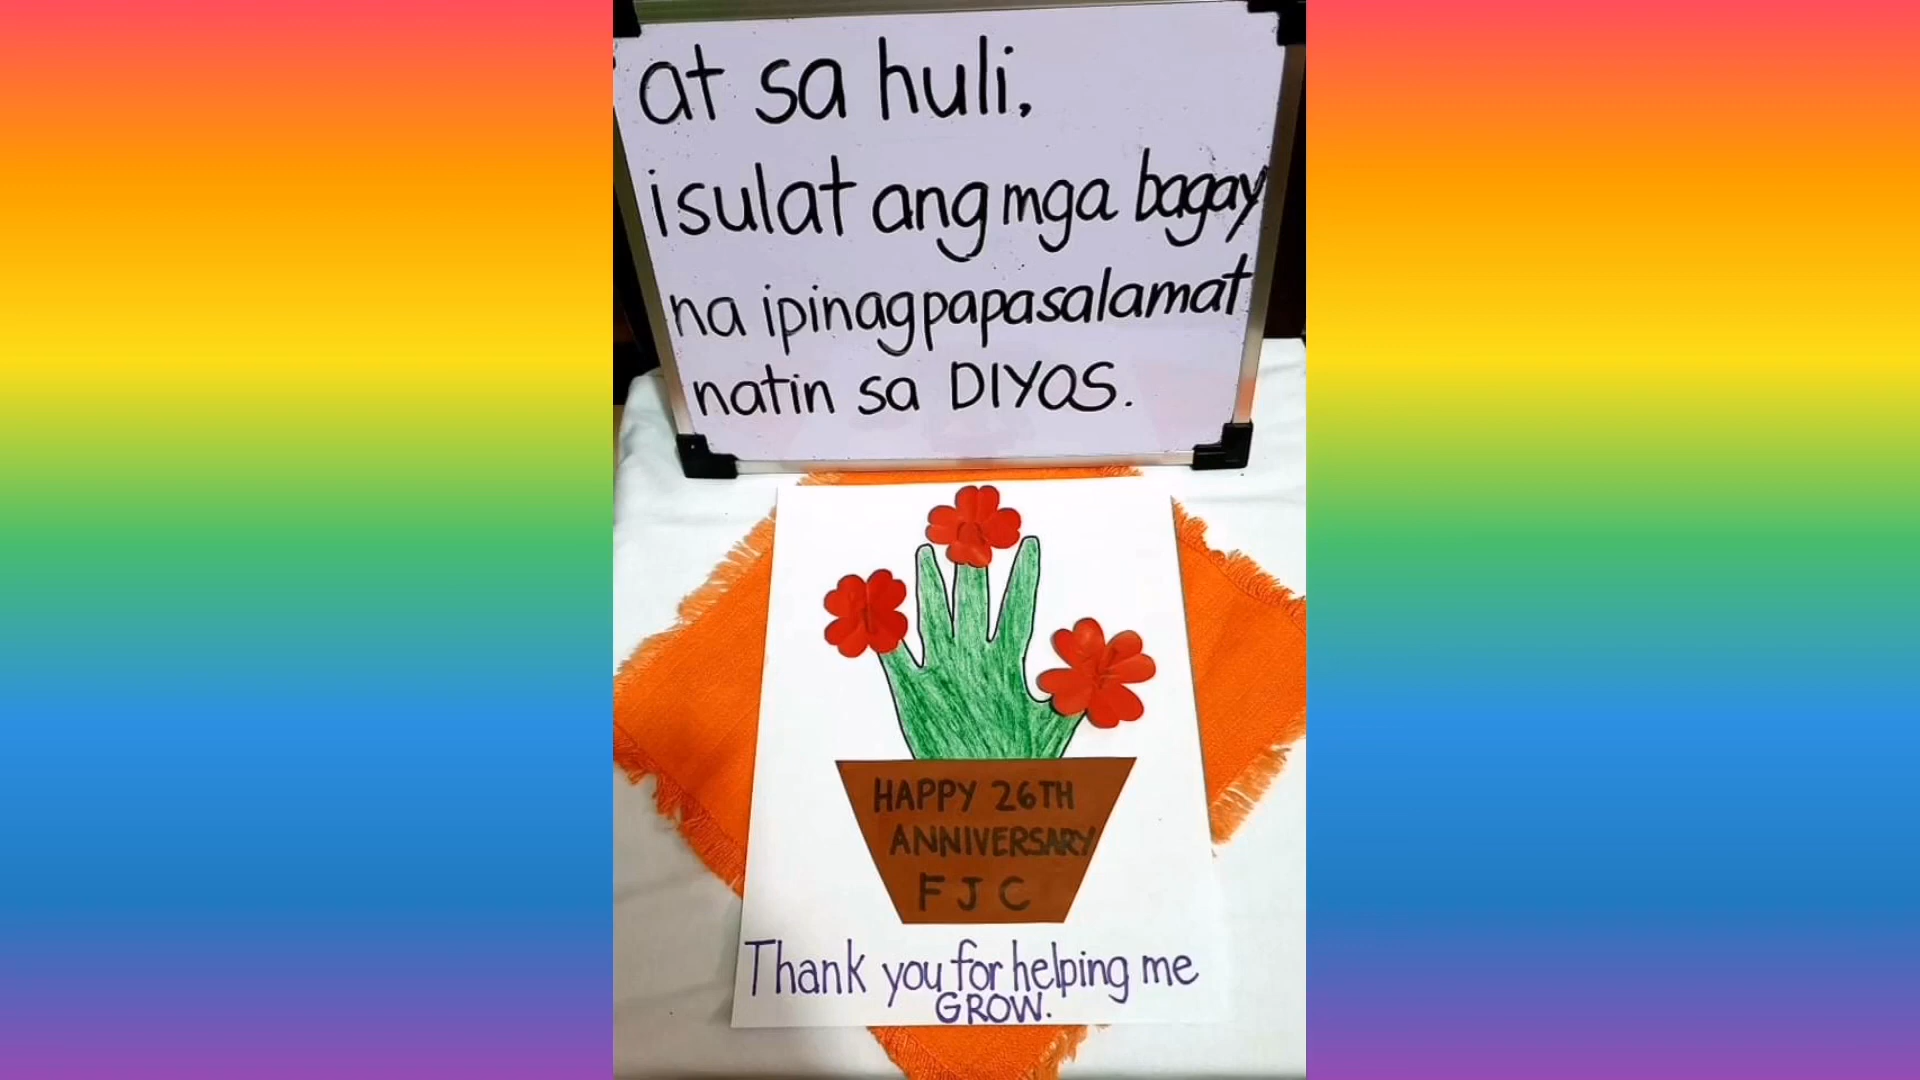 at sa huli,
isulat ang mga bagay
na ipinagpapasalamat
natin sa DIYOS.
HAPPY 26TH
ANNIVERSARY
F J C
Thank you for helping me
GROW.